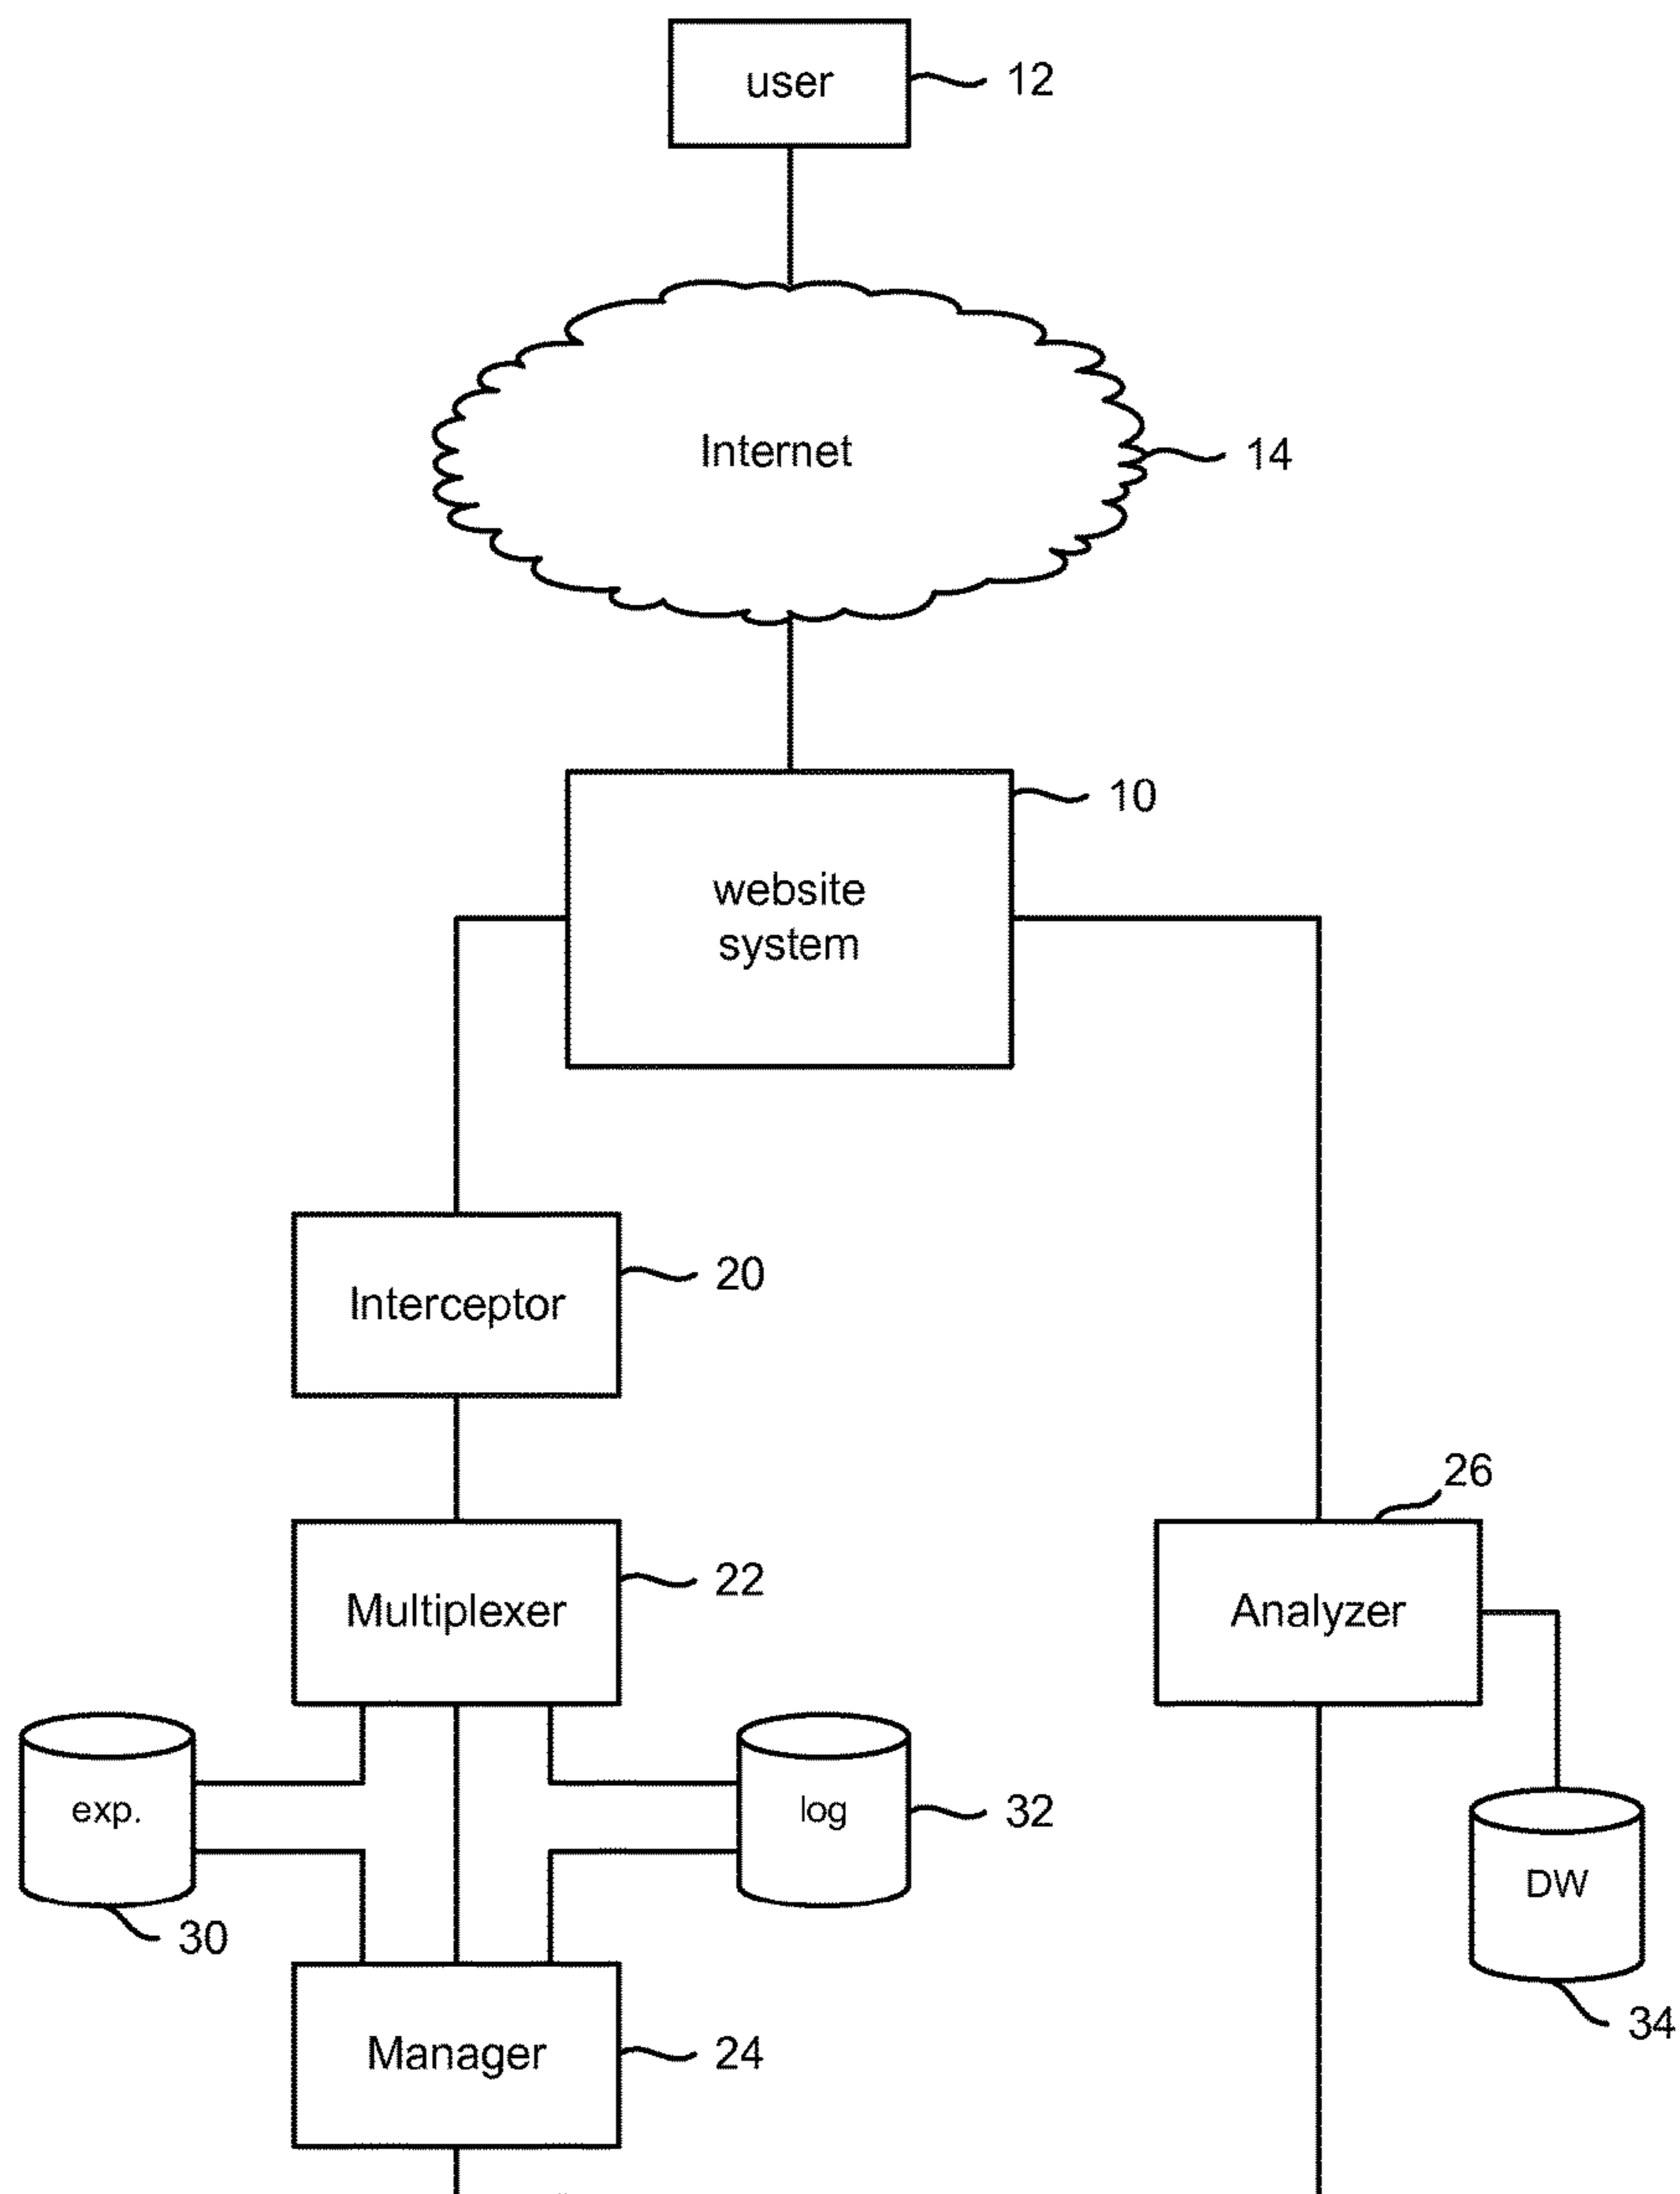 user
12
Internet
14
10
website
system
20
Interceptor
26
22
Multiplexer
Analyzer
exp.
log
32
DW
30
34
Manager
24